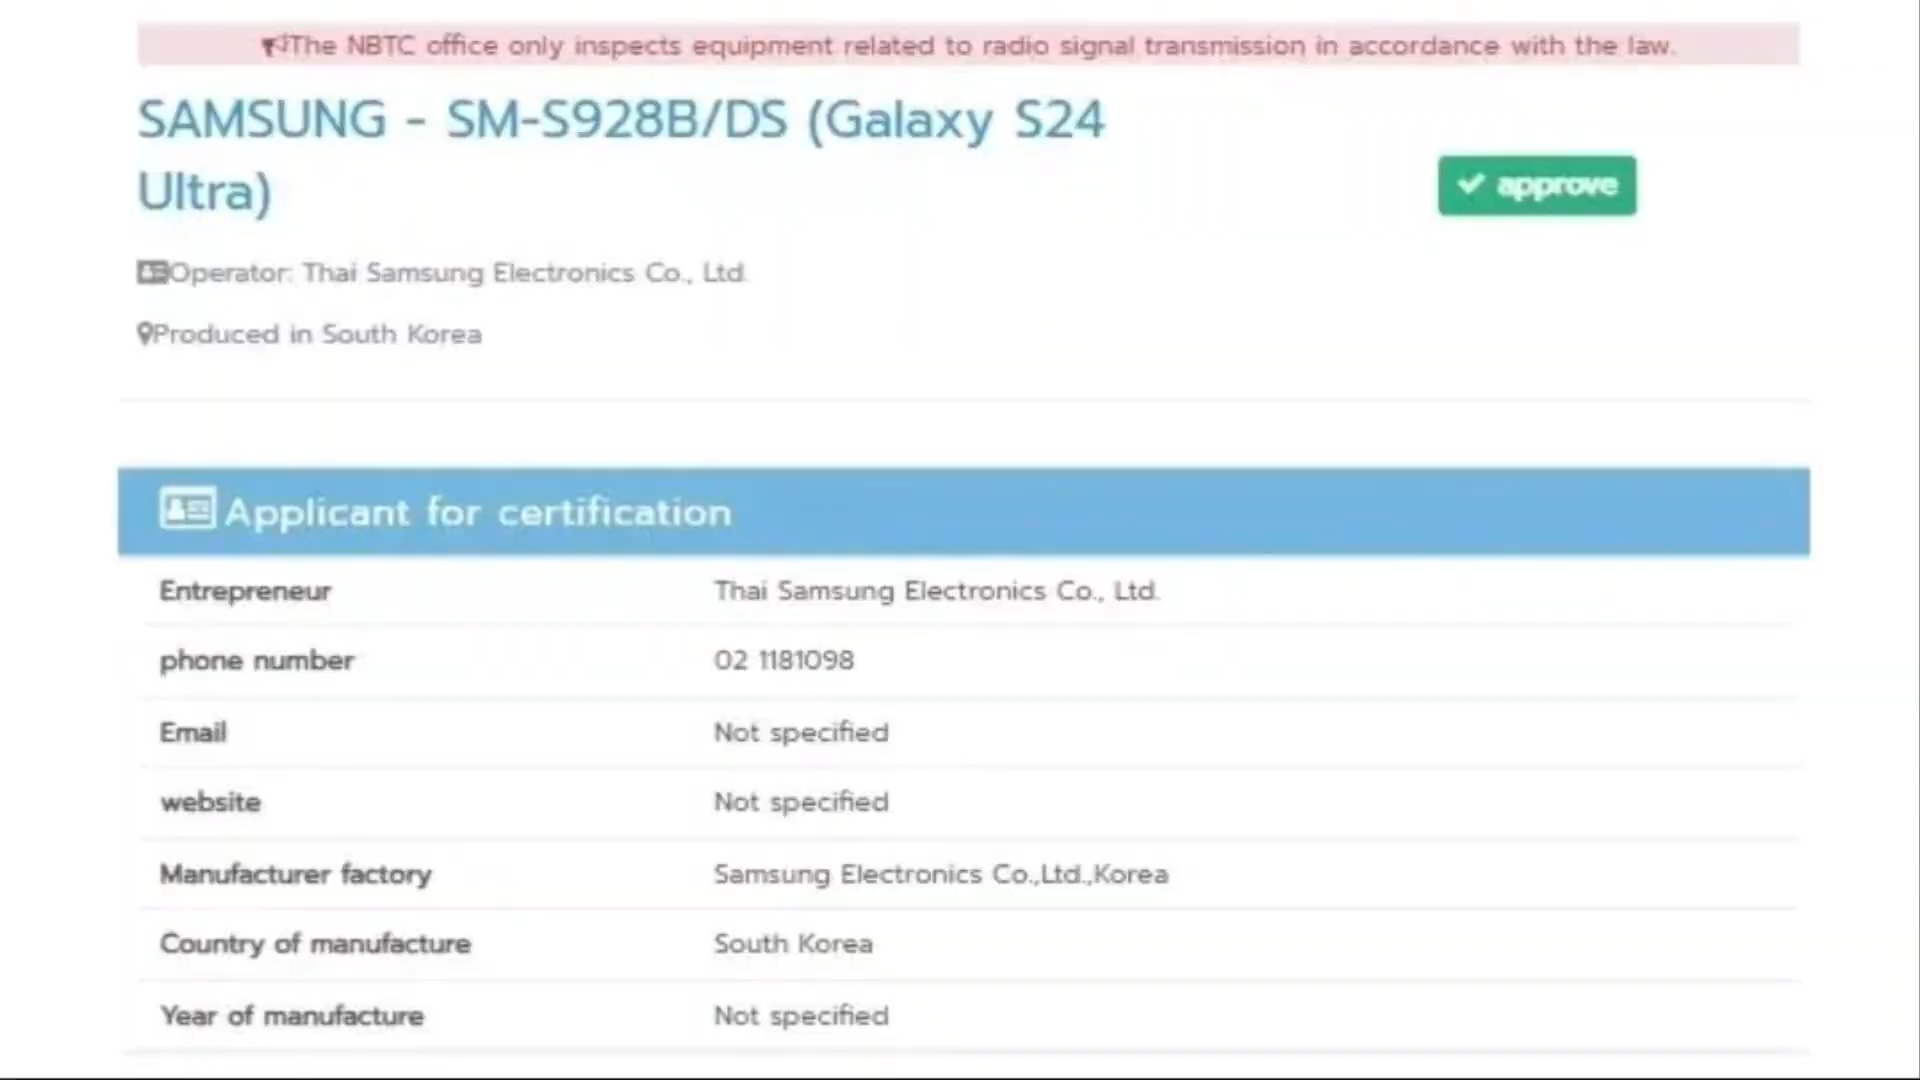 The NBTC office only inspects equipment related to radio signal transmission in accordance with the law.
SAMSUNG - SM-S928B/DS (Galaxy S24
Ultra)
approve
Operator: Thai Samsung Electronics Co., Ltd.
Produced in South Korea
Applicant for certification
Entrepreneur Thai Samsung Electronics Co., Ltd.
phone number 02 1181098
Email Not specified
website Not specified
Manufacturer factory Samsung Electronics Co.,Ltd.,Korea
Country of manufacture South Korea
Year of manufacture Not specified